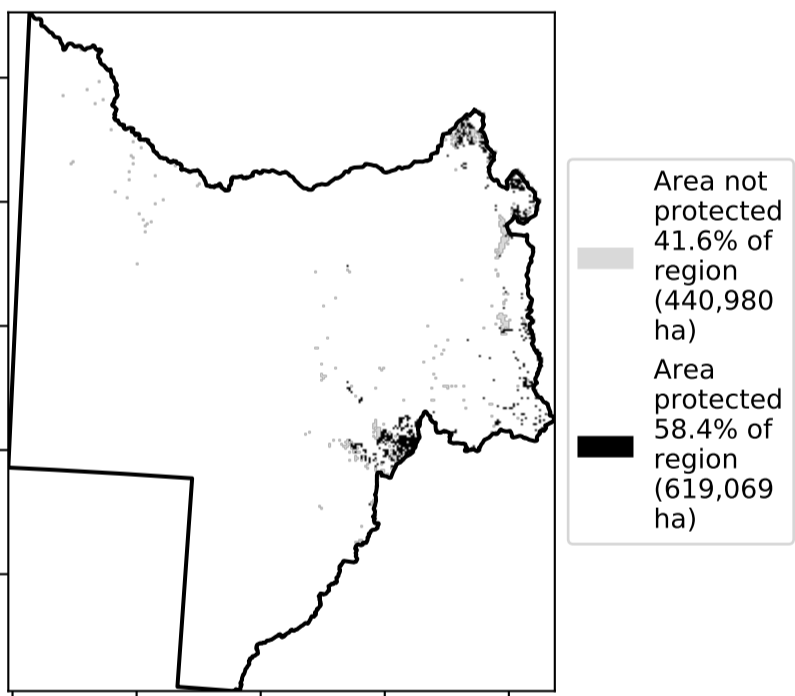 Area not
protected
41.6% of
region
(440,980
ha)
Area
protected
58.4% of
region
(619,069
ha)